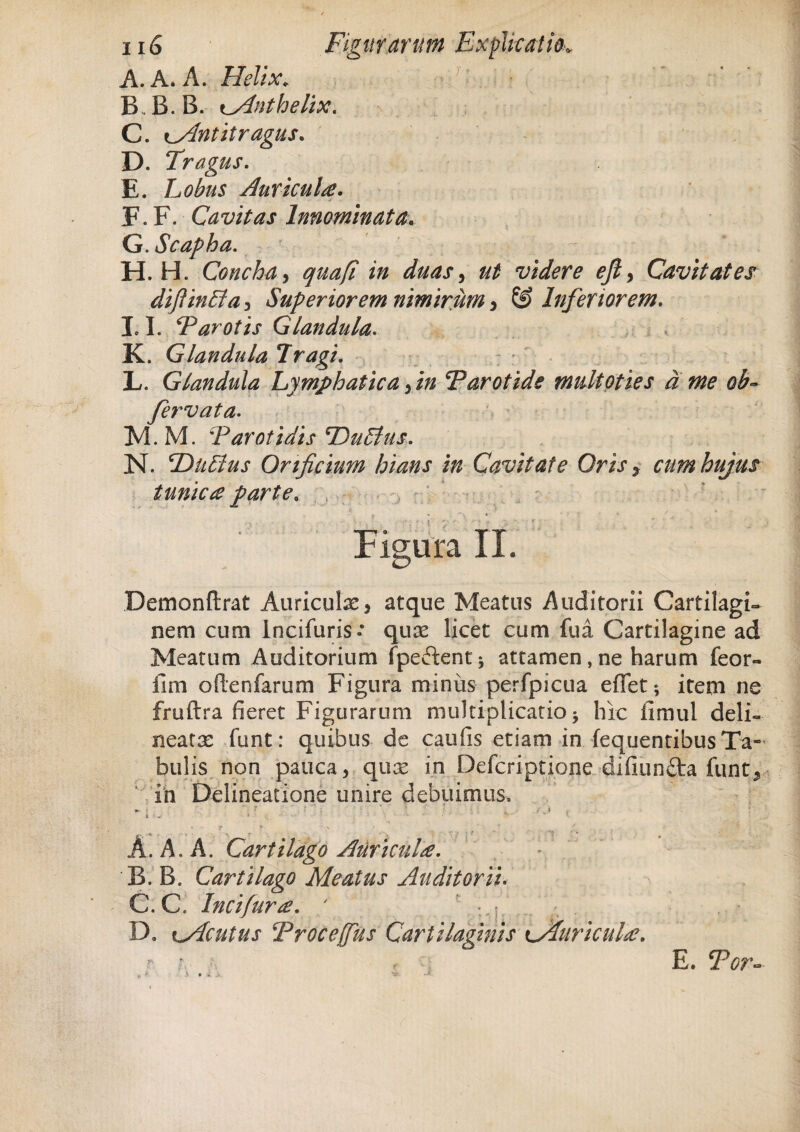 116 Figurarum Explicatio.
A. A. A. Helix.
B. B. B. Anthelix.
C. Antitragus.
D. Tragus.
E. Lobus Auriculæ.
F. F. Cavitas Innominata.
G. Scapha.
H. H. Concha, quaſi in duas, ut videre eſt, Cavitates
diſtincta, Superiorem nimirùm, & Inferiorem.
I. I. Parotis Glandula.
K. Glandula Tragi.
L. Glandula Lymphatica, in Parotide multoties à me ob-
ſervata.
M. M. Parotidis Ductus.
N. Ductus Orificium hians in Cavitate Oris, cum hujus
tunicæ parte.
Figura II.
Demonſtrat Auriculæ, atque Meatus Auditorii Cartilagi-
nem cum Inciſuris: quæ licet cum ſuâ Cartilagine ad
Meatum Auditorium ſpectent; attamen, ne harum ſeor-
ſim oſtenſarum Figura minùs perſpicua eſſet; item ne
fruſtra fieret Figurarum multiplicatio; hìc ſimul deli-
neatæ ſunt: quibus de cauſis etiam in ſequentibus Ta-
bulis non pauca, quæ in Deſcriptione diſiuncta ſunt,
in Delineatione unire debuimus.
A. A. A. Cartilago Auriculæ.
B. B. Cartilago Meatus Auditorii.
C. C. Inciſuræ.
D. Acutus Proceſſus Cartilaginis Auriculæ.
E. Por-